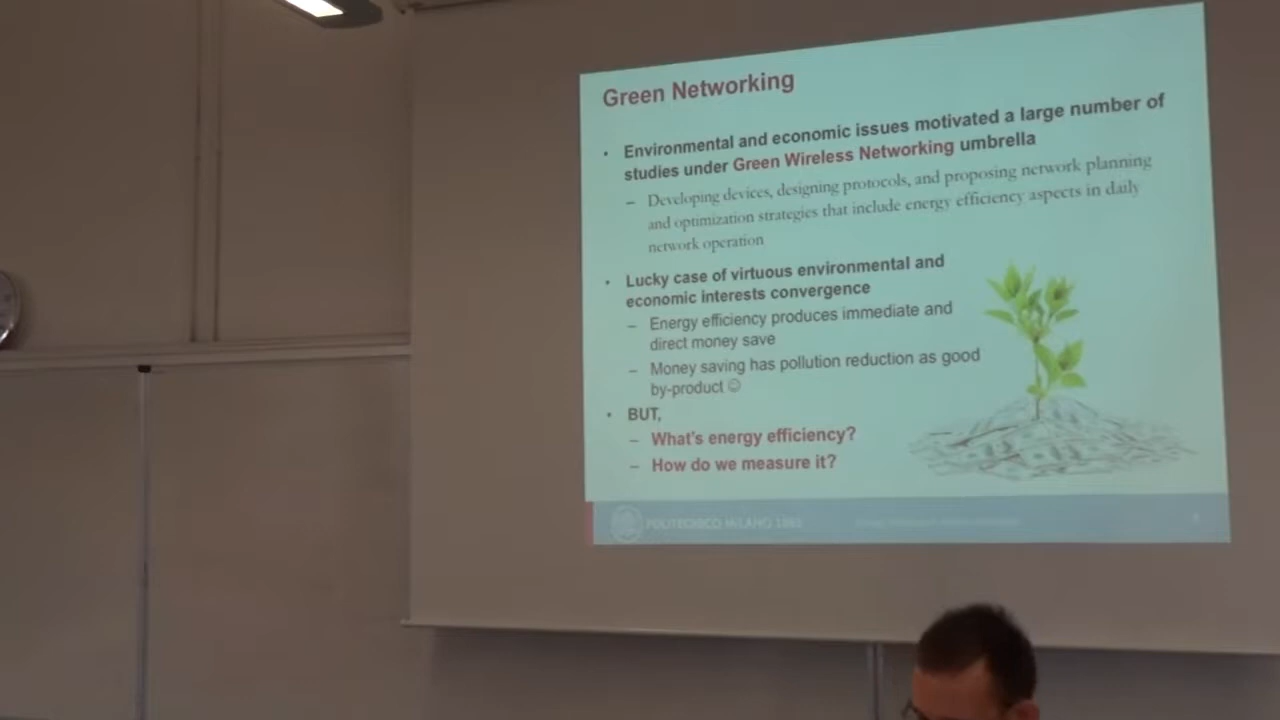 Green Networking
• Environmental and economic issues motivated a large number of
studies under Green Wireless Networking umbrella
– Developing devices, designing protocols, and proposing network planning
and optimization strategies that include energy efficiency aspects in daily
network operation
• Lucky case of virtuous environmental and
economic interests convergence
– Energy efficiency produces immediate and
direct money save
– Money saving has pollution reduction as good
by-product ☺
• BUT,
– What's energy efficiency?
– How do we measure it?
POLITECNICO MILANO 1863